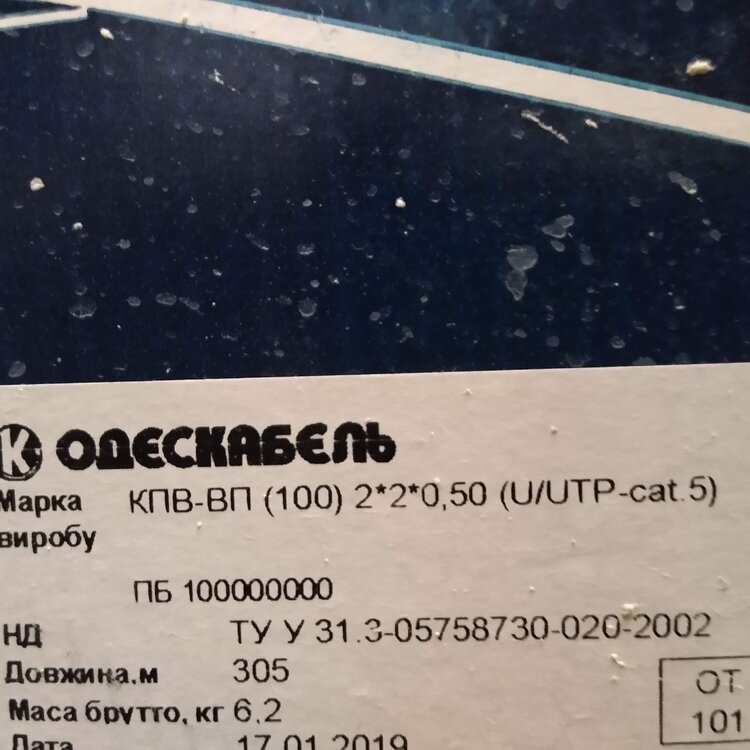 К ОДЕСКАБЕЛЬ
Марка КПВ-ВП (100) 2*2*0,50 (U/UTP-cat.5)
виробу
ПБ 100000000
НД ТУ У 31.3-05758730-020-2002
Довжина,м 305
Маса брутто, кг 6,2
ОТ
101
Дата 17.01.2019